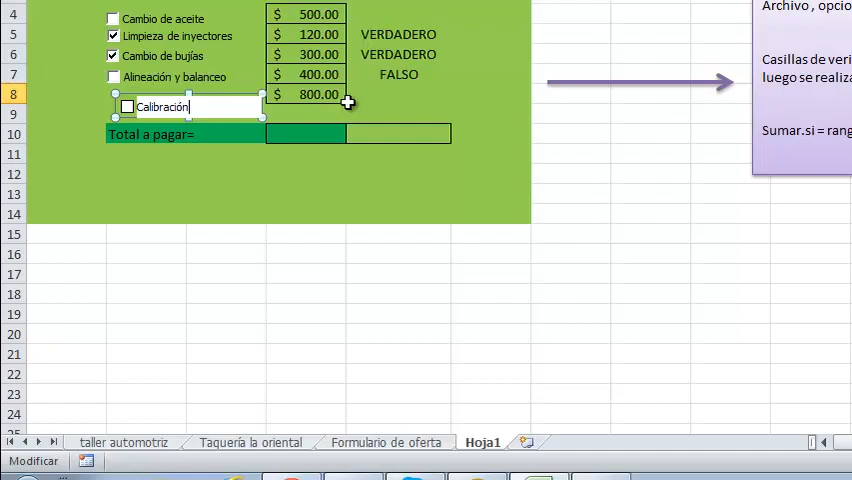 Archivo , opcio
4 Cambio de aceite $ 500.00
5 Limpieza de inyectores $ 120.00 VERDADERO
6 Cambio de bujías $ 300.00 VERDADERO
Casillas de veri
7 Alineación y balanceo $ 400.00 FALSO
luego se realiza
8 Calibración $ 800.00
9
10 Total a pagar=
Sumar.si = rang
11
12
13
14
15
16
17
18
19
20
21
22
23
24
taller automotriz Taquería la oriental Formulario de oferta Hoja1
Modificar